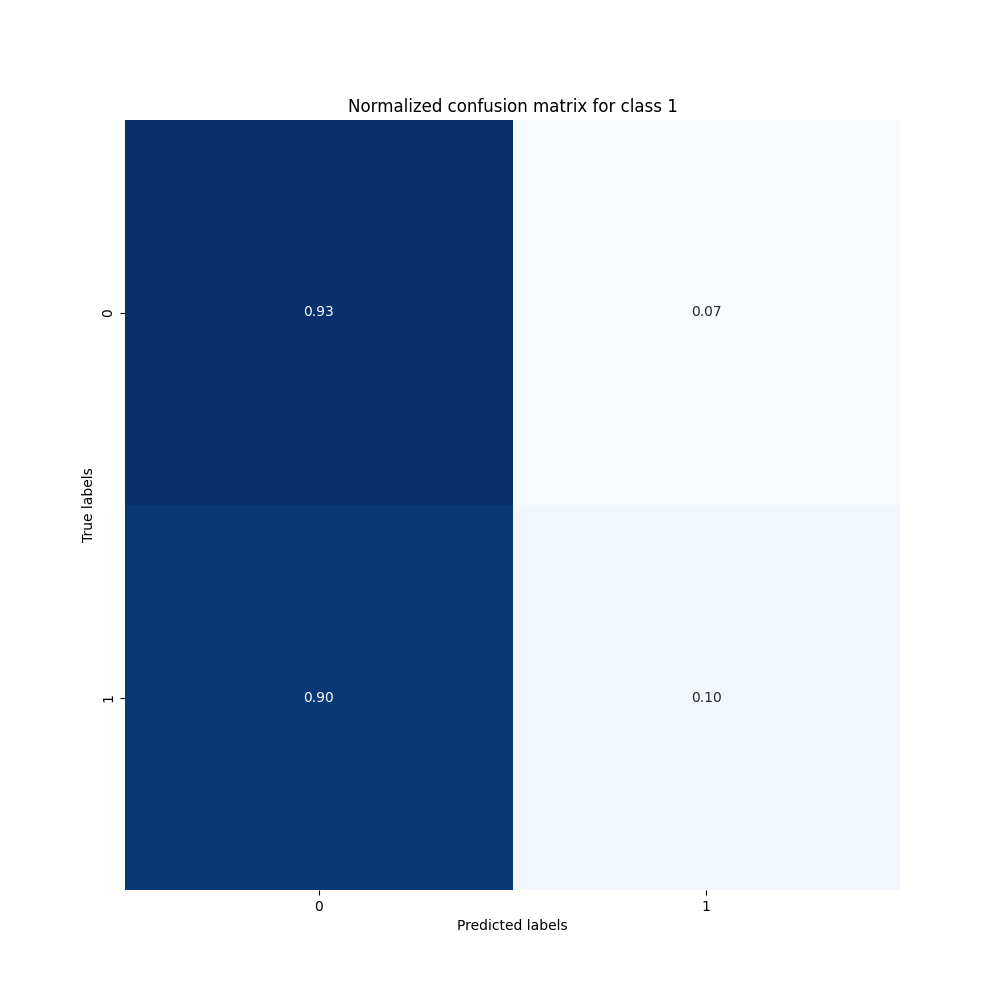 Normalized confusion matrix for class 1
0.93 0.07
0
True labels
0.90 0.10
1
0 1
Predicted labels